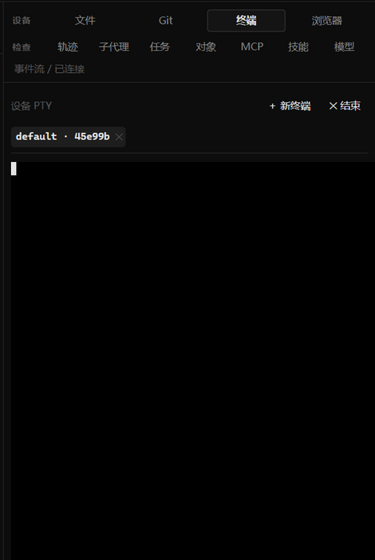 设备 文件 Git 终端 浏览器
检查 轨迹 子代理 任务 对象 MCP 技能 模型
事件流 / 已连接
设备 PTY + 新终端 × 结束
default · 45e99b ×